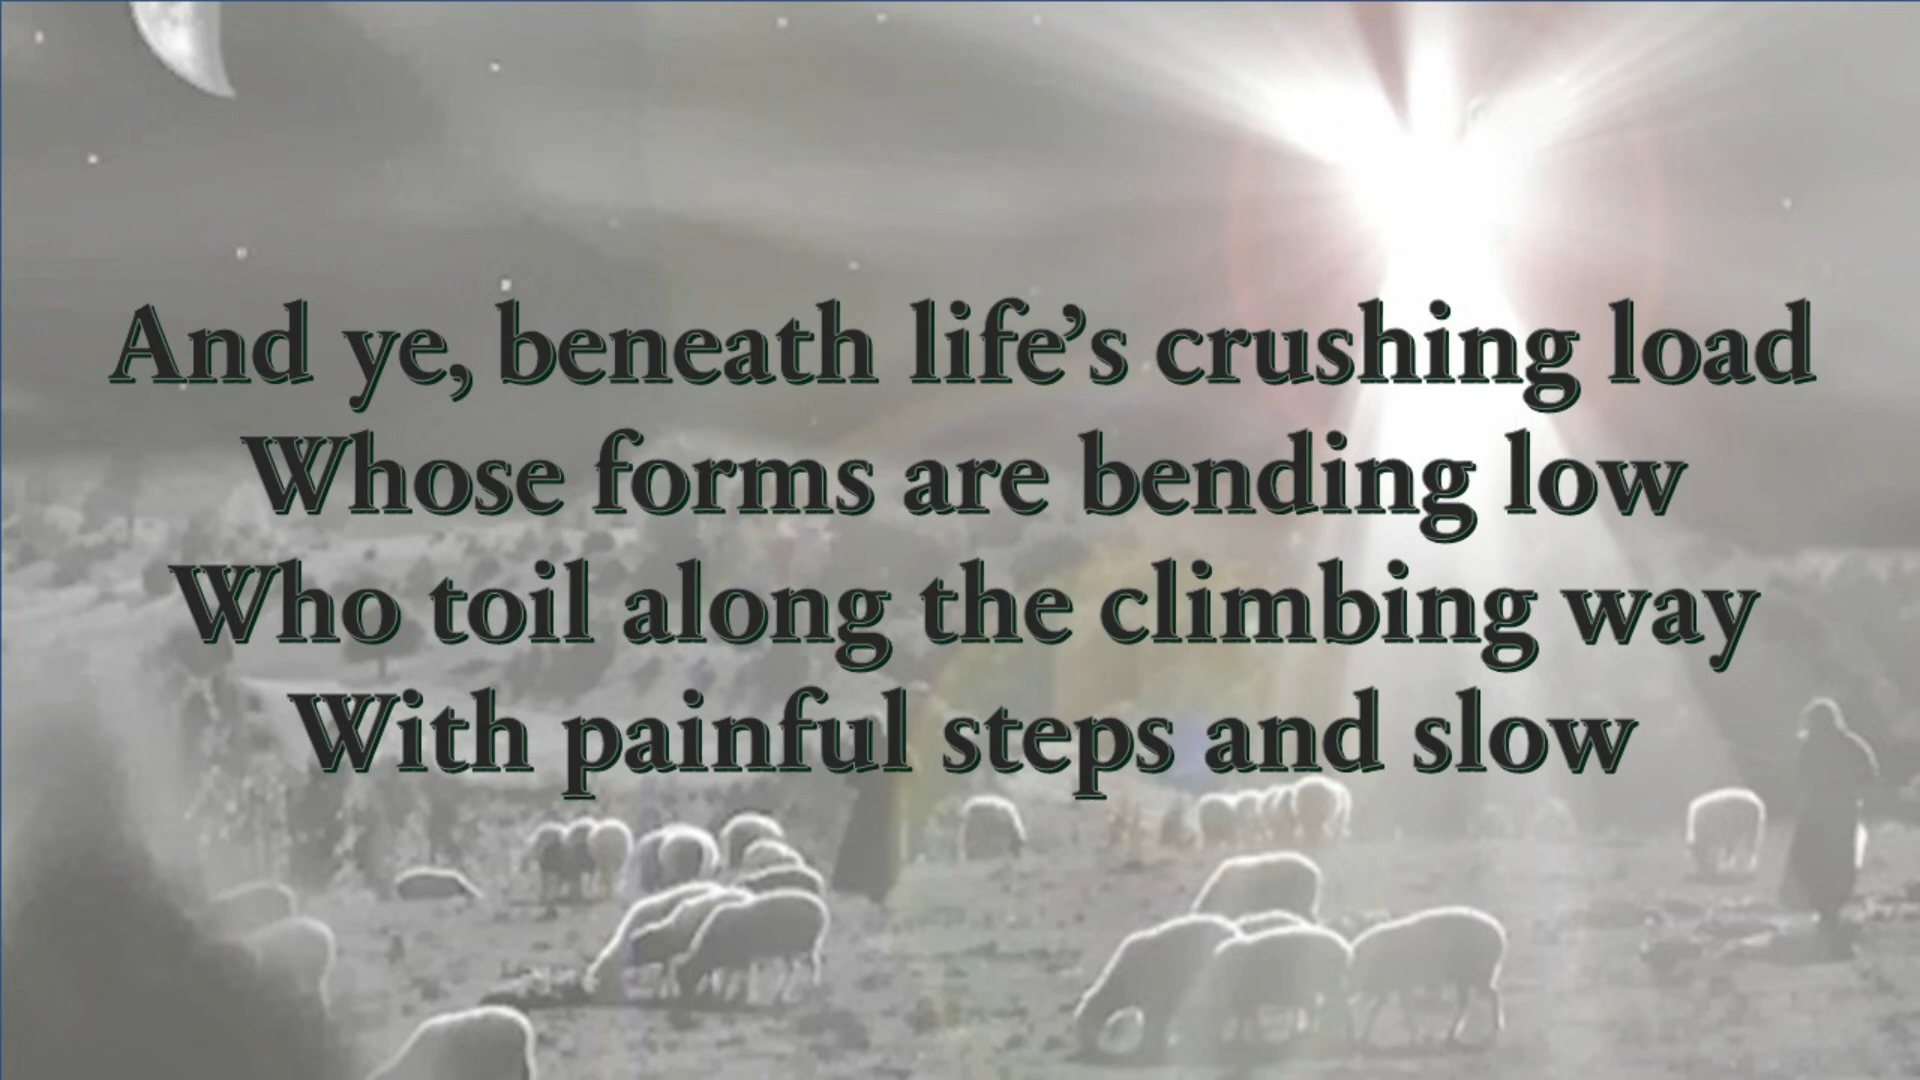 And ye, beneath life’s crushing load
Whose forms are bending low
Who toil along the climbing way
With painful steps and slow